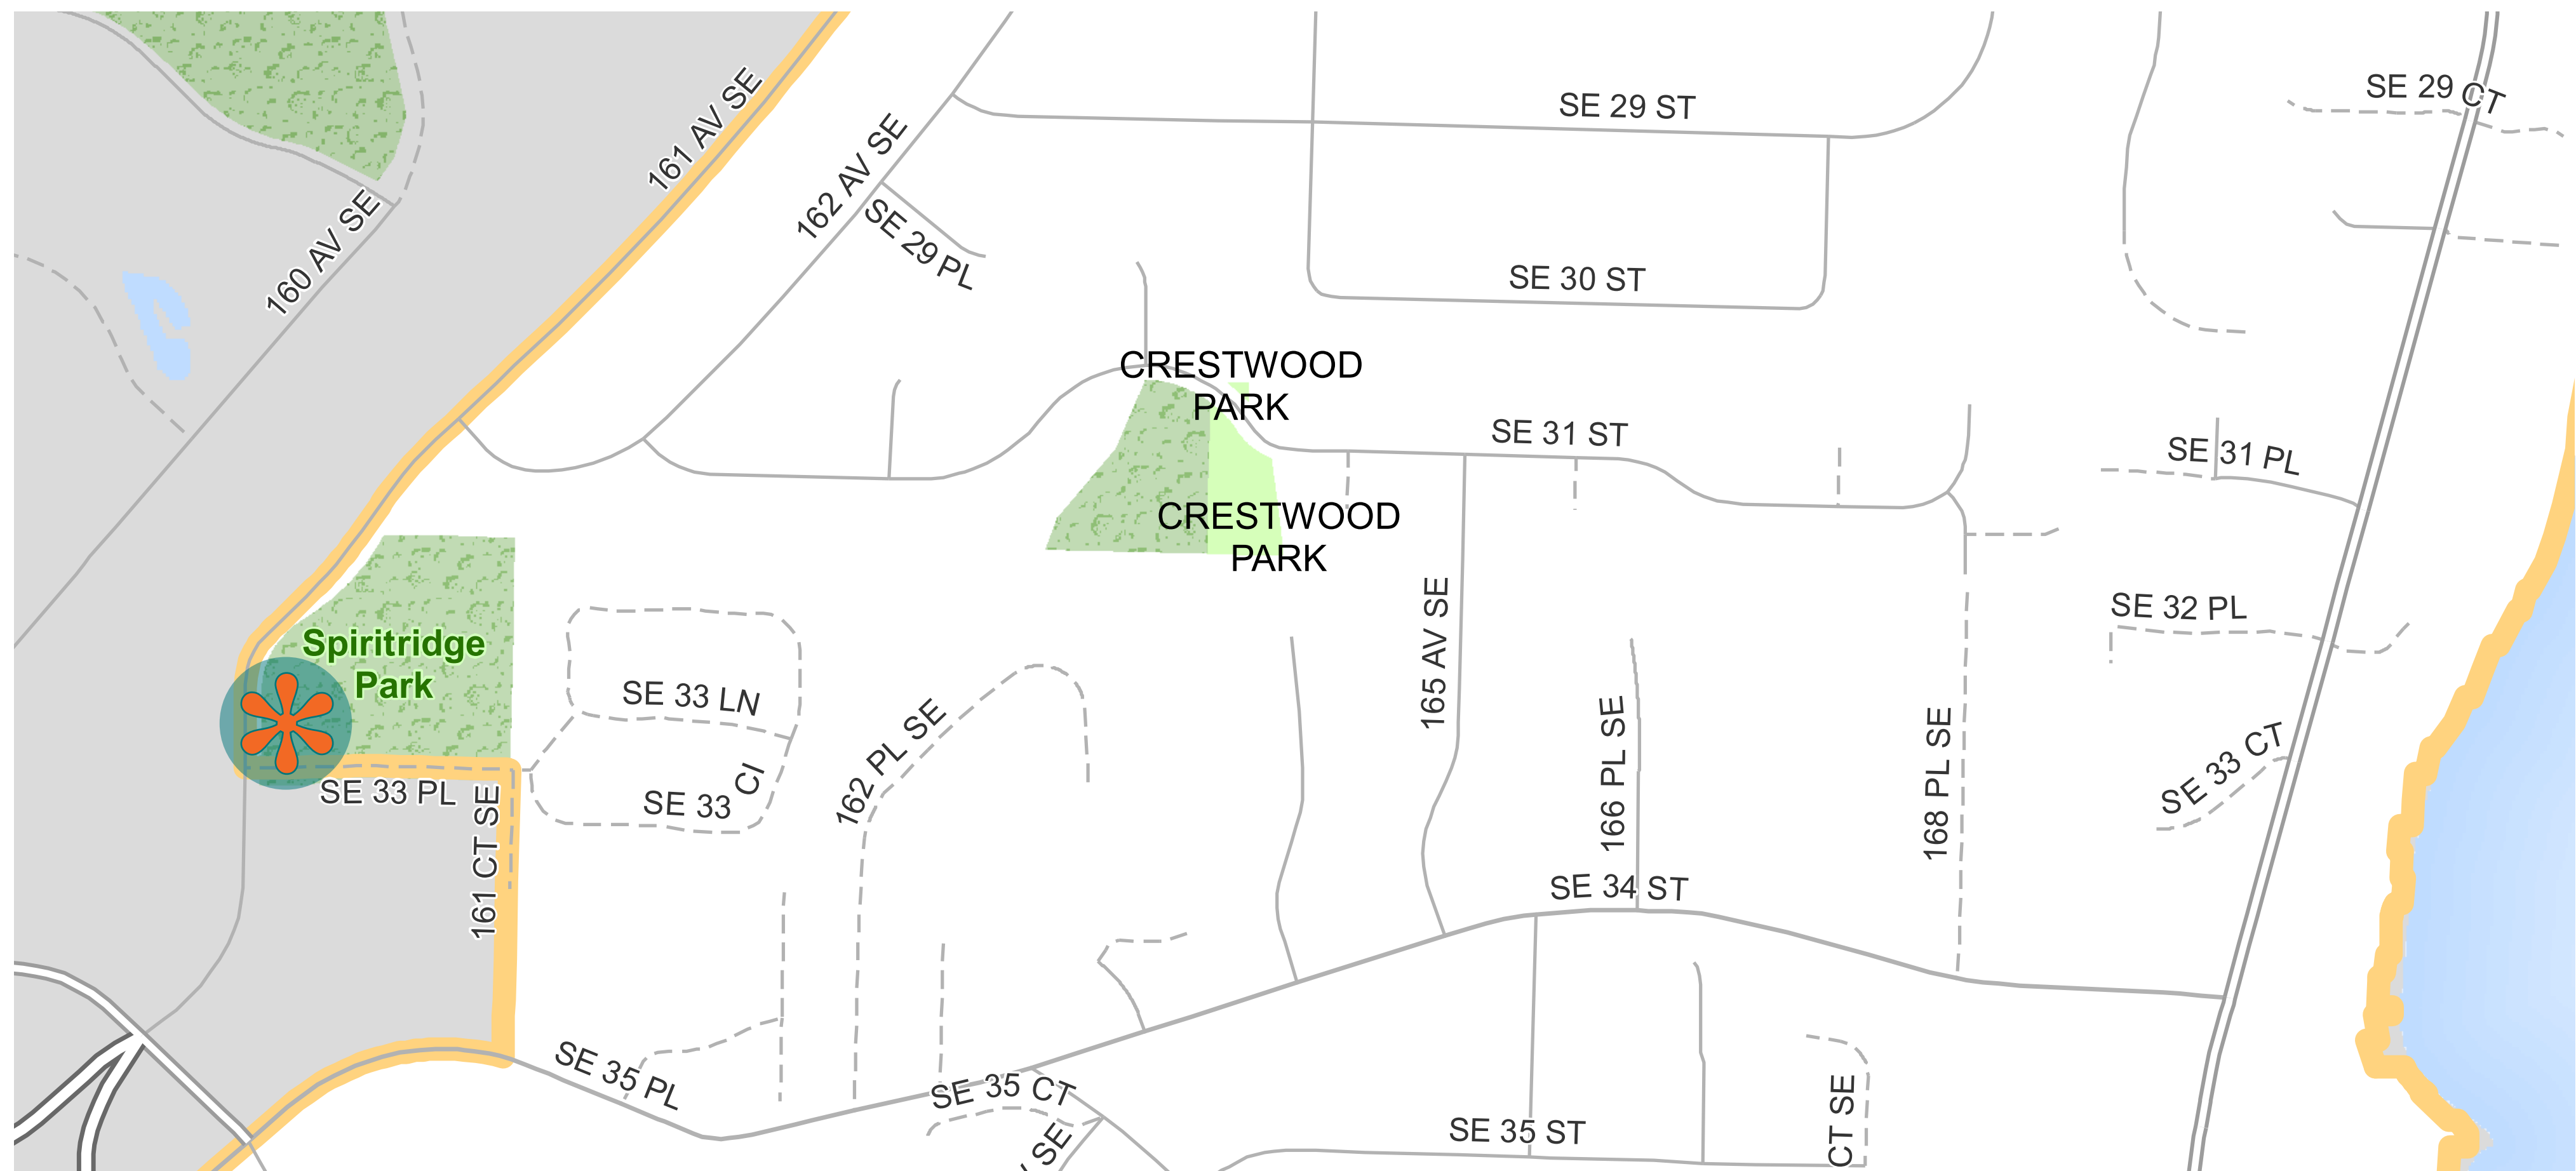 SE 29 CT
161 AV SE
SE 29 ST
162 AV SE
160 AV SE
SE 29 PL
SE 30 ST
CRESTWOOD
PARK
SE 31 ST
SE 31 PL
CRESTWOOD
PARK
165 AV SE
SE 32 PL
Spiritridge
Park
SE 33 LN
162 PL SE
166 PL SE
168 PL SE
SE 33 CT
SE 33 PL
SE 33 CI
161 CT SE
SE 34 ST
SE 35 PL
SE 35 CT
SE 35 ST
CT SE
SE